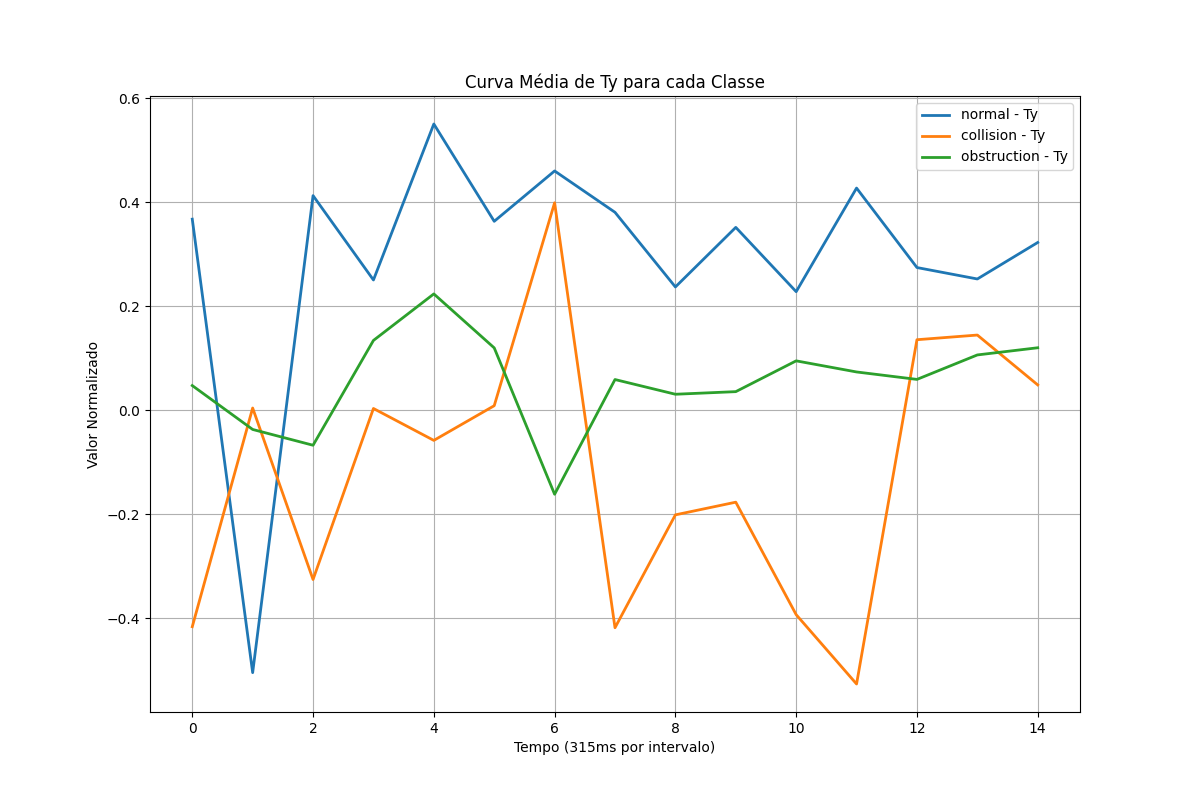 Curva Média de Ty para cada Classe
normal - Ty
collision - Ty
obstruction - Ty
Valor Normalizado
0.6
0.4
0.2
0.0
−0.2
−0.4
0 2 4 6 8 10 12 14
Tempo (315ms por intervalo)